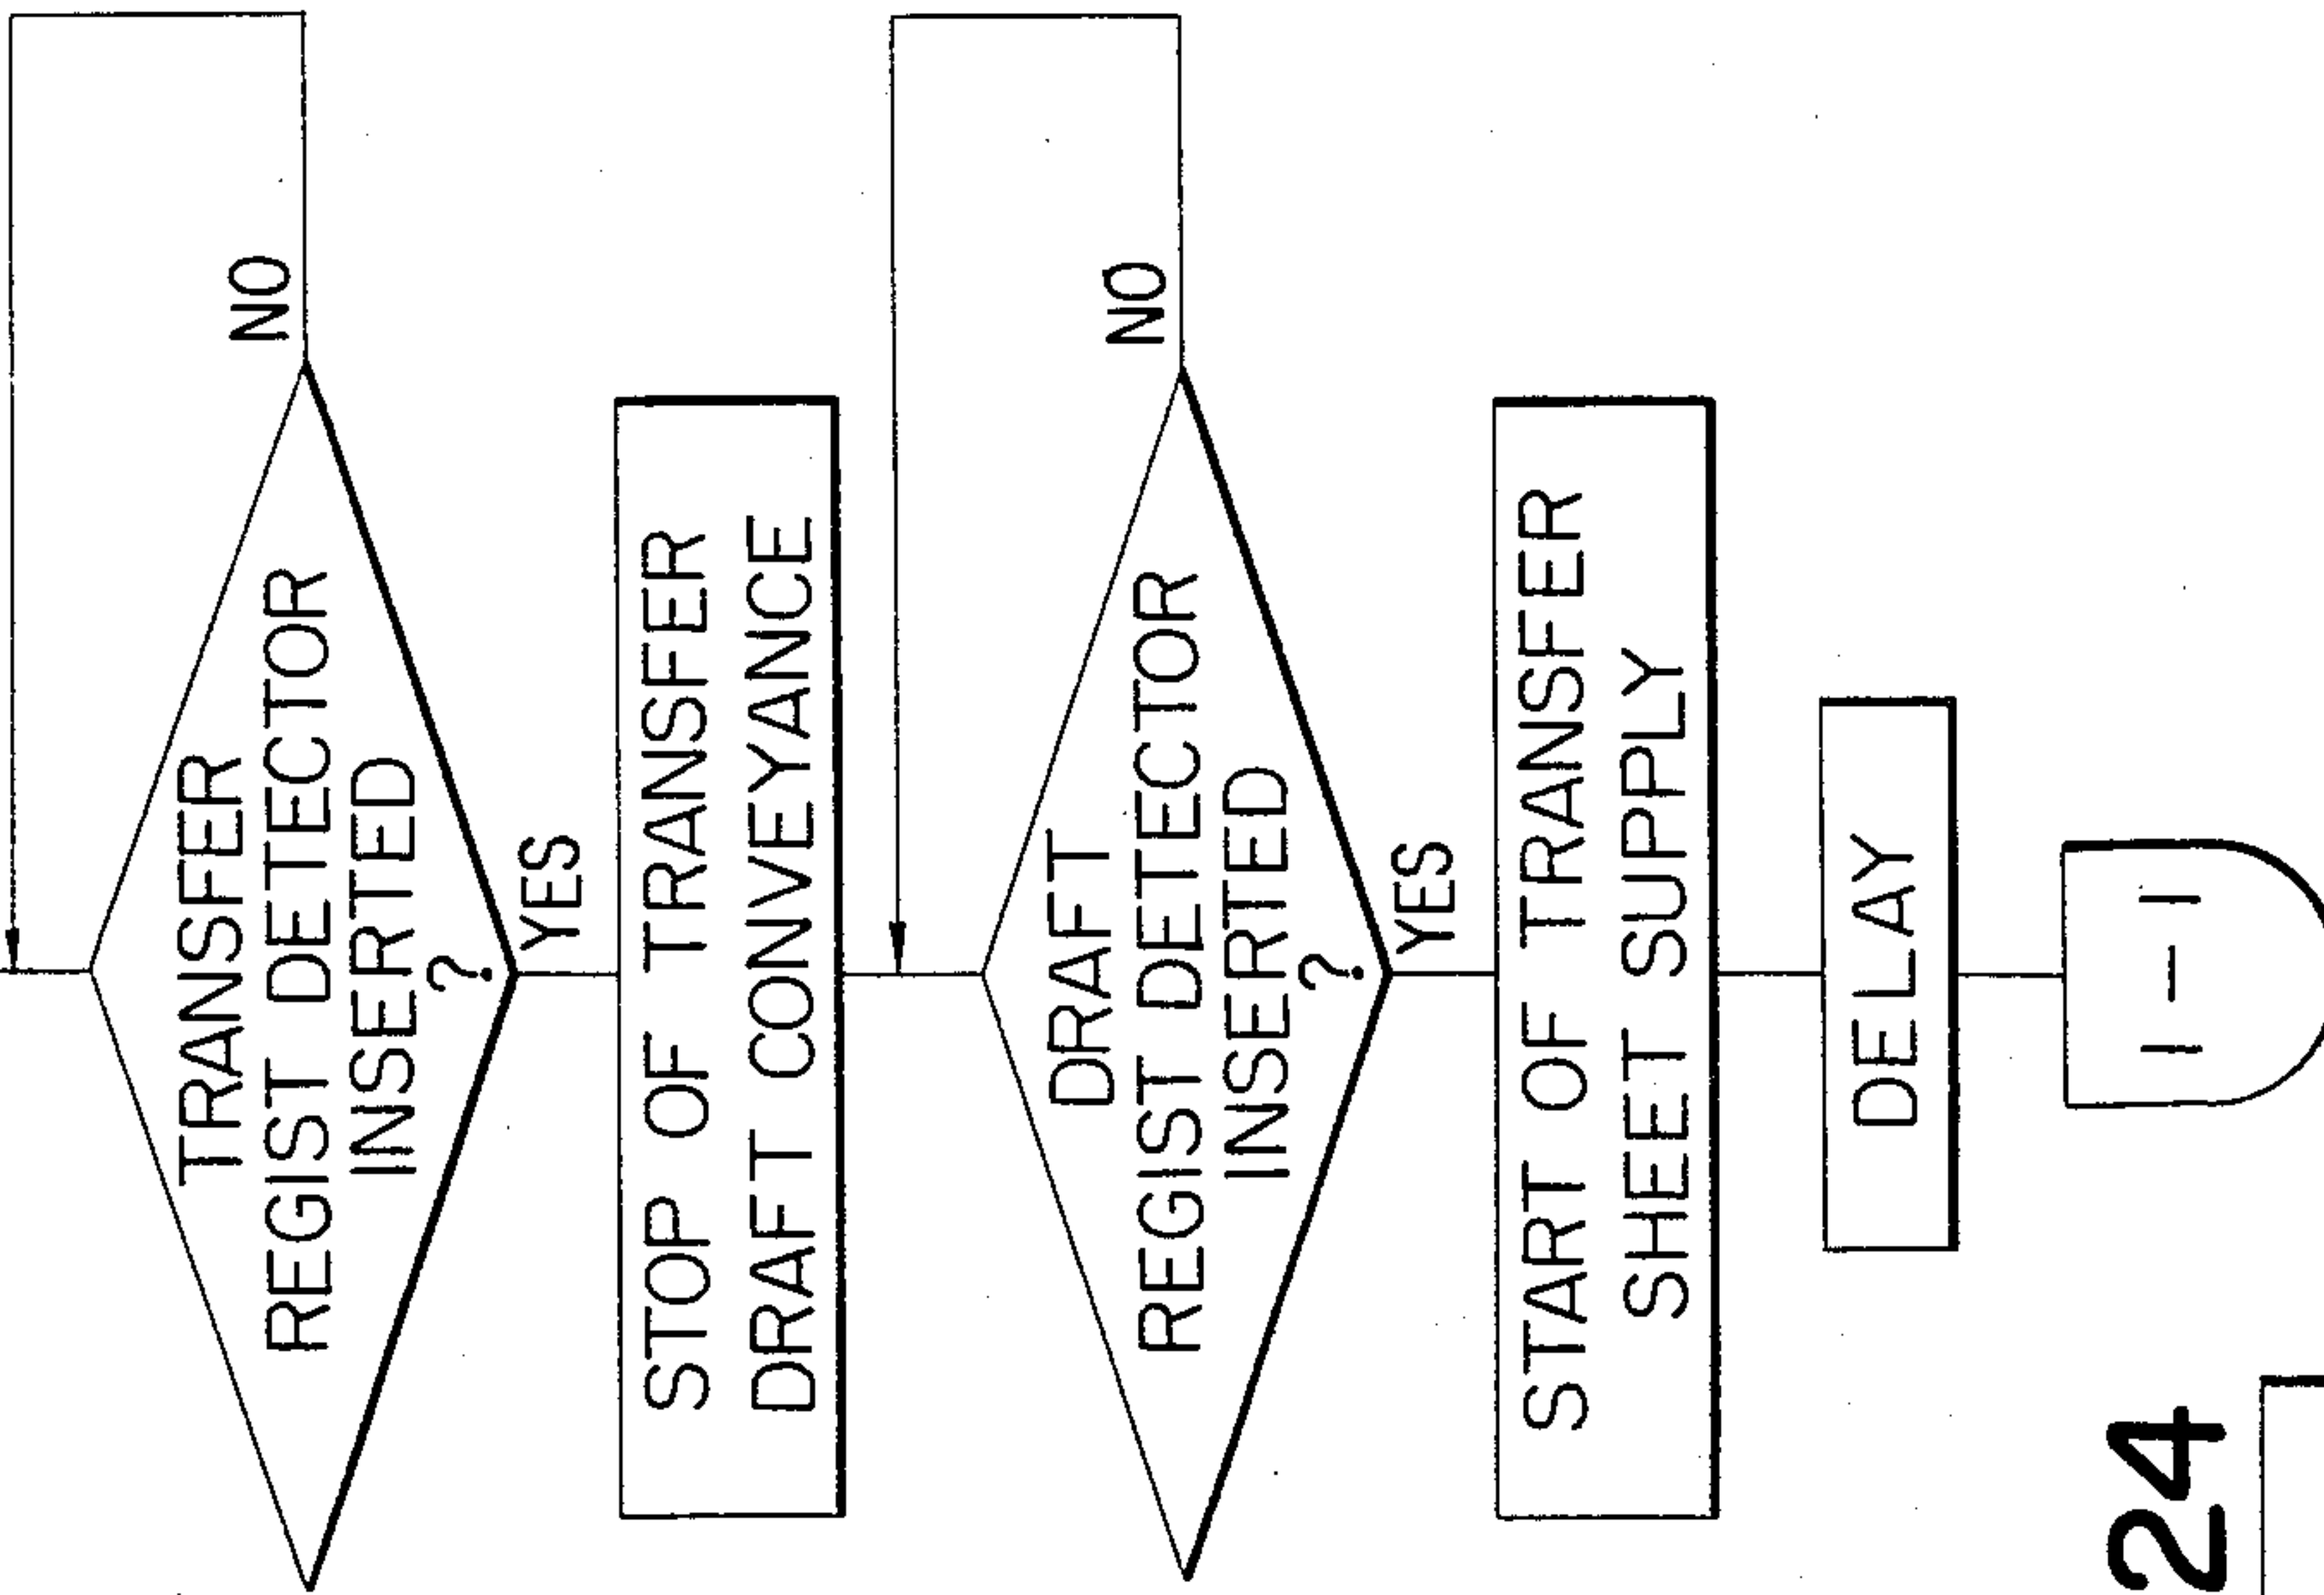 TRANSFER
REGIST DETECTOR
INSERTED
?
NO
YES
STOP OF TRANSFER
DRAFT CONVEYANCE
DRAFT
REGIST DETECTOR
INSERTED
?
NO
YES
START OF TRANSFER
SHEET SUPPLY
DELAY
I-I
24